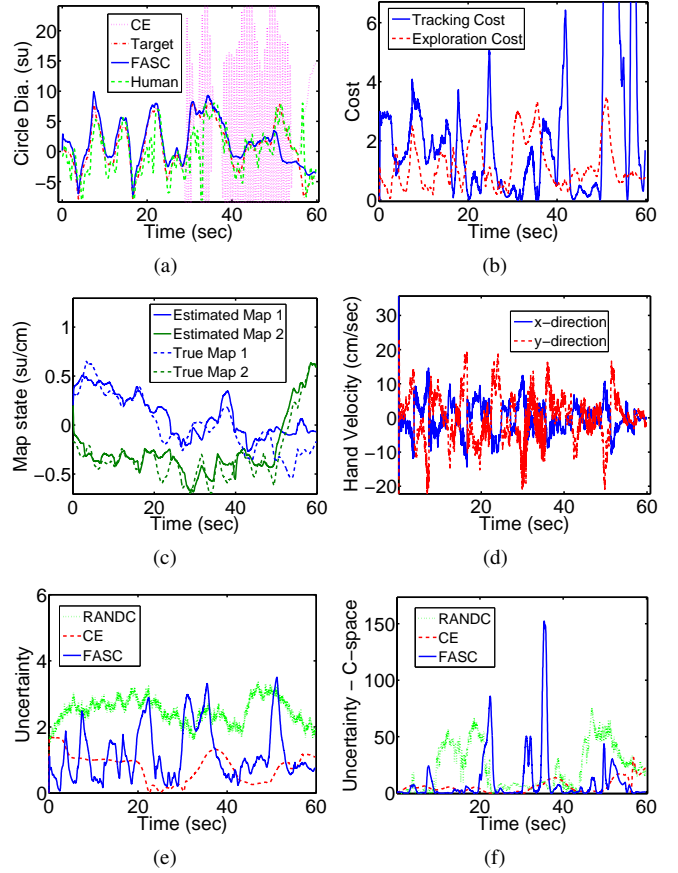 CE
Target
FASC
Human
Circle Dia. (su)
20
15
10
5
0
−5
0 20 40 60
Time (sec)
(a)
Tracking Cost
Exploration Cost
Cost
6
4
2
0
0 20 40 60
Time (sec)
(b)
Estimated Map 1
Estimated Map 2
True Map 1
True Map 2
Map state (su/cm)
1
0.5
0
−0.5
0 20 40 60
Time (sec)
(c)
x−direction
y−direction
Hand Velocity (cm/sec)
30
20
10
0
−10
−20
0 20 40 60
Time (sec)
(d)
RANDC
CE
FASC
Uncertainty
6
4
2
0
0 20 40 60
Time (sec)
(e)
RANDC
CE
FASC
Uncertainty − C−space
150
100
50
0
20 40 60
Time (sec)
(f)